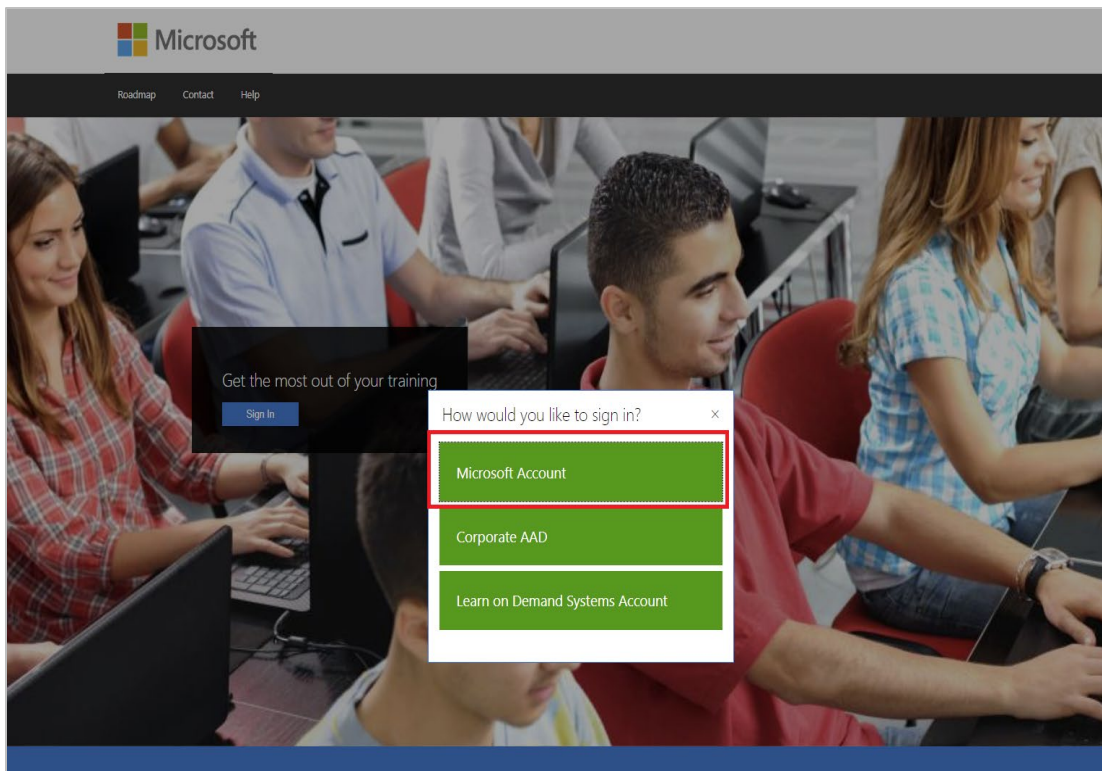 Microsoft
Roadmap Contact Help
Get the most out of your training
Sign In
How would you like to sign in? ×
Microsoft Account
Corporate AAD
Learn on Demand Systems Account